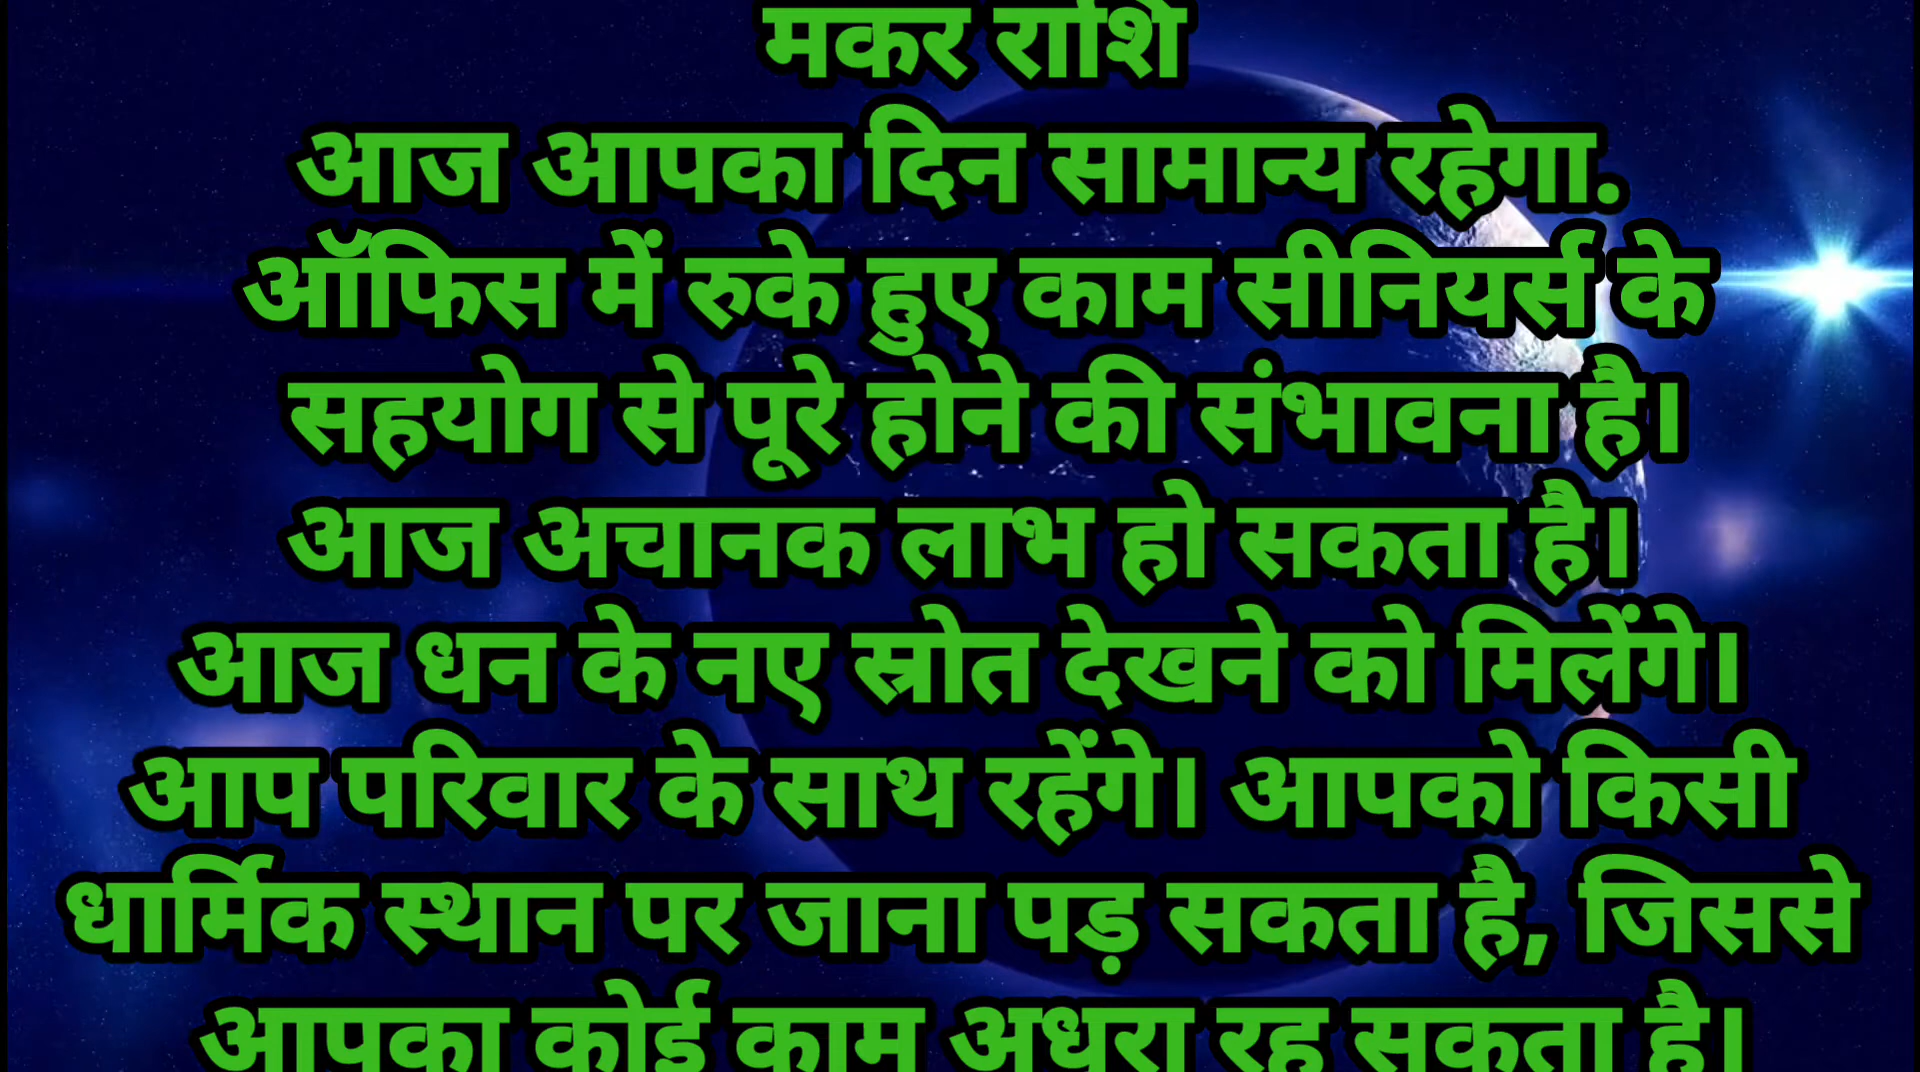 मकर राशि
आज आपका दिन सामान्य रहेगा.
ऑफिस में रुके हुए काम सीनियर्स के
सहयोग से पूरे होने की संभावना है।
आज अचानक लाभ हो सकता है।
आज धन के नए स्रोत देखने को मिलेंगे।
आप परिवार के साथ रहेंगे। आपको किसी
धार्मिक स्थान पर जाना पड़ सकता है, जिससे
आपका कोई काम अधूरा रह सकता है।